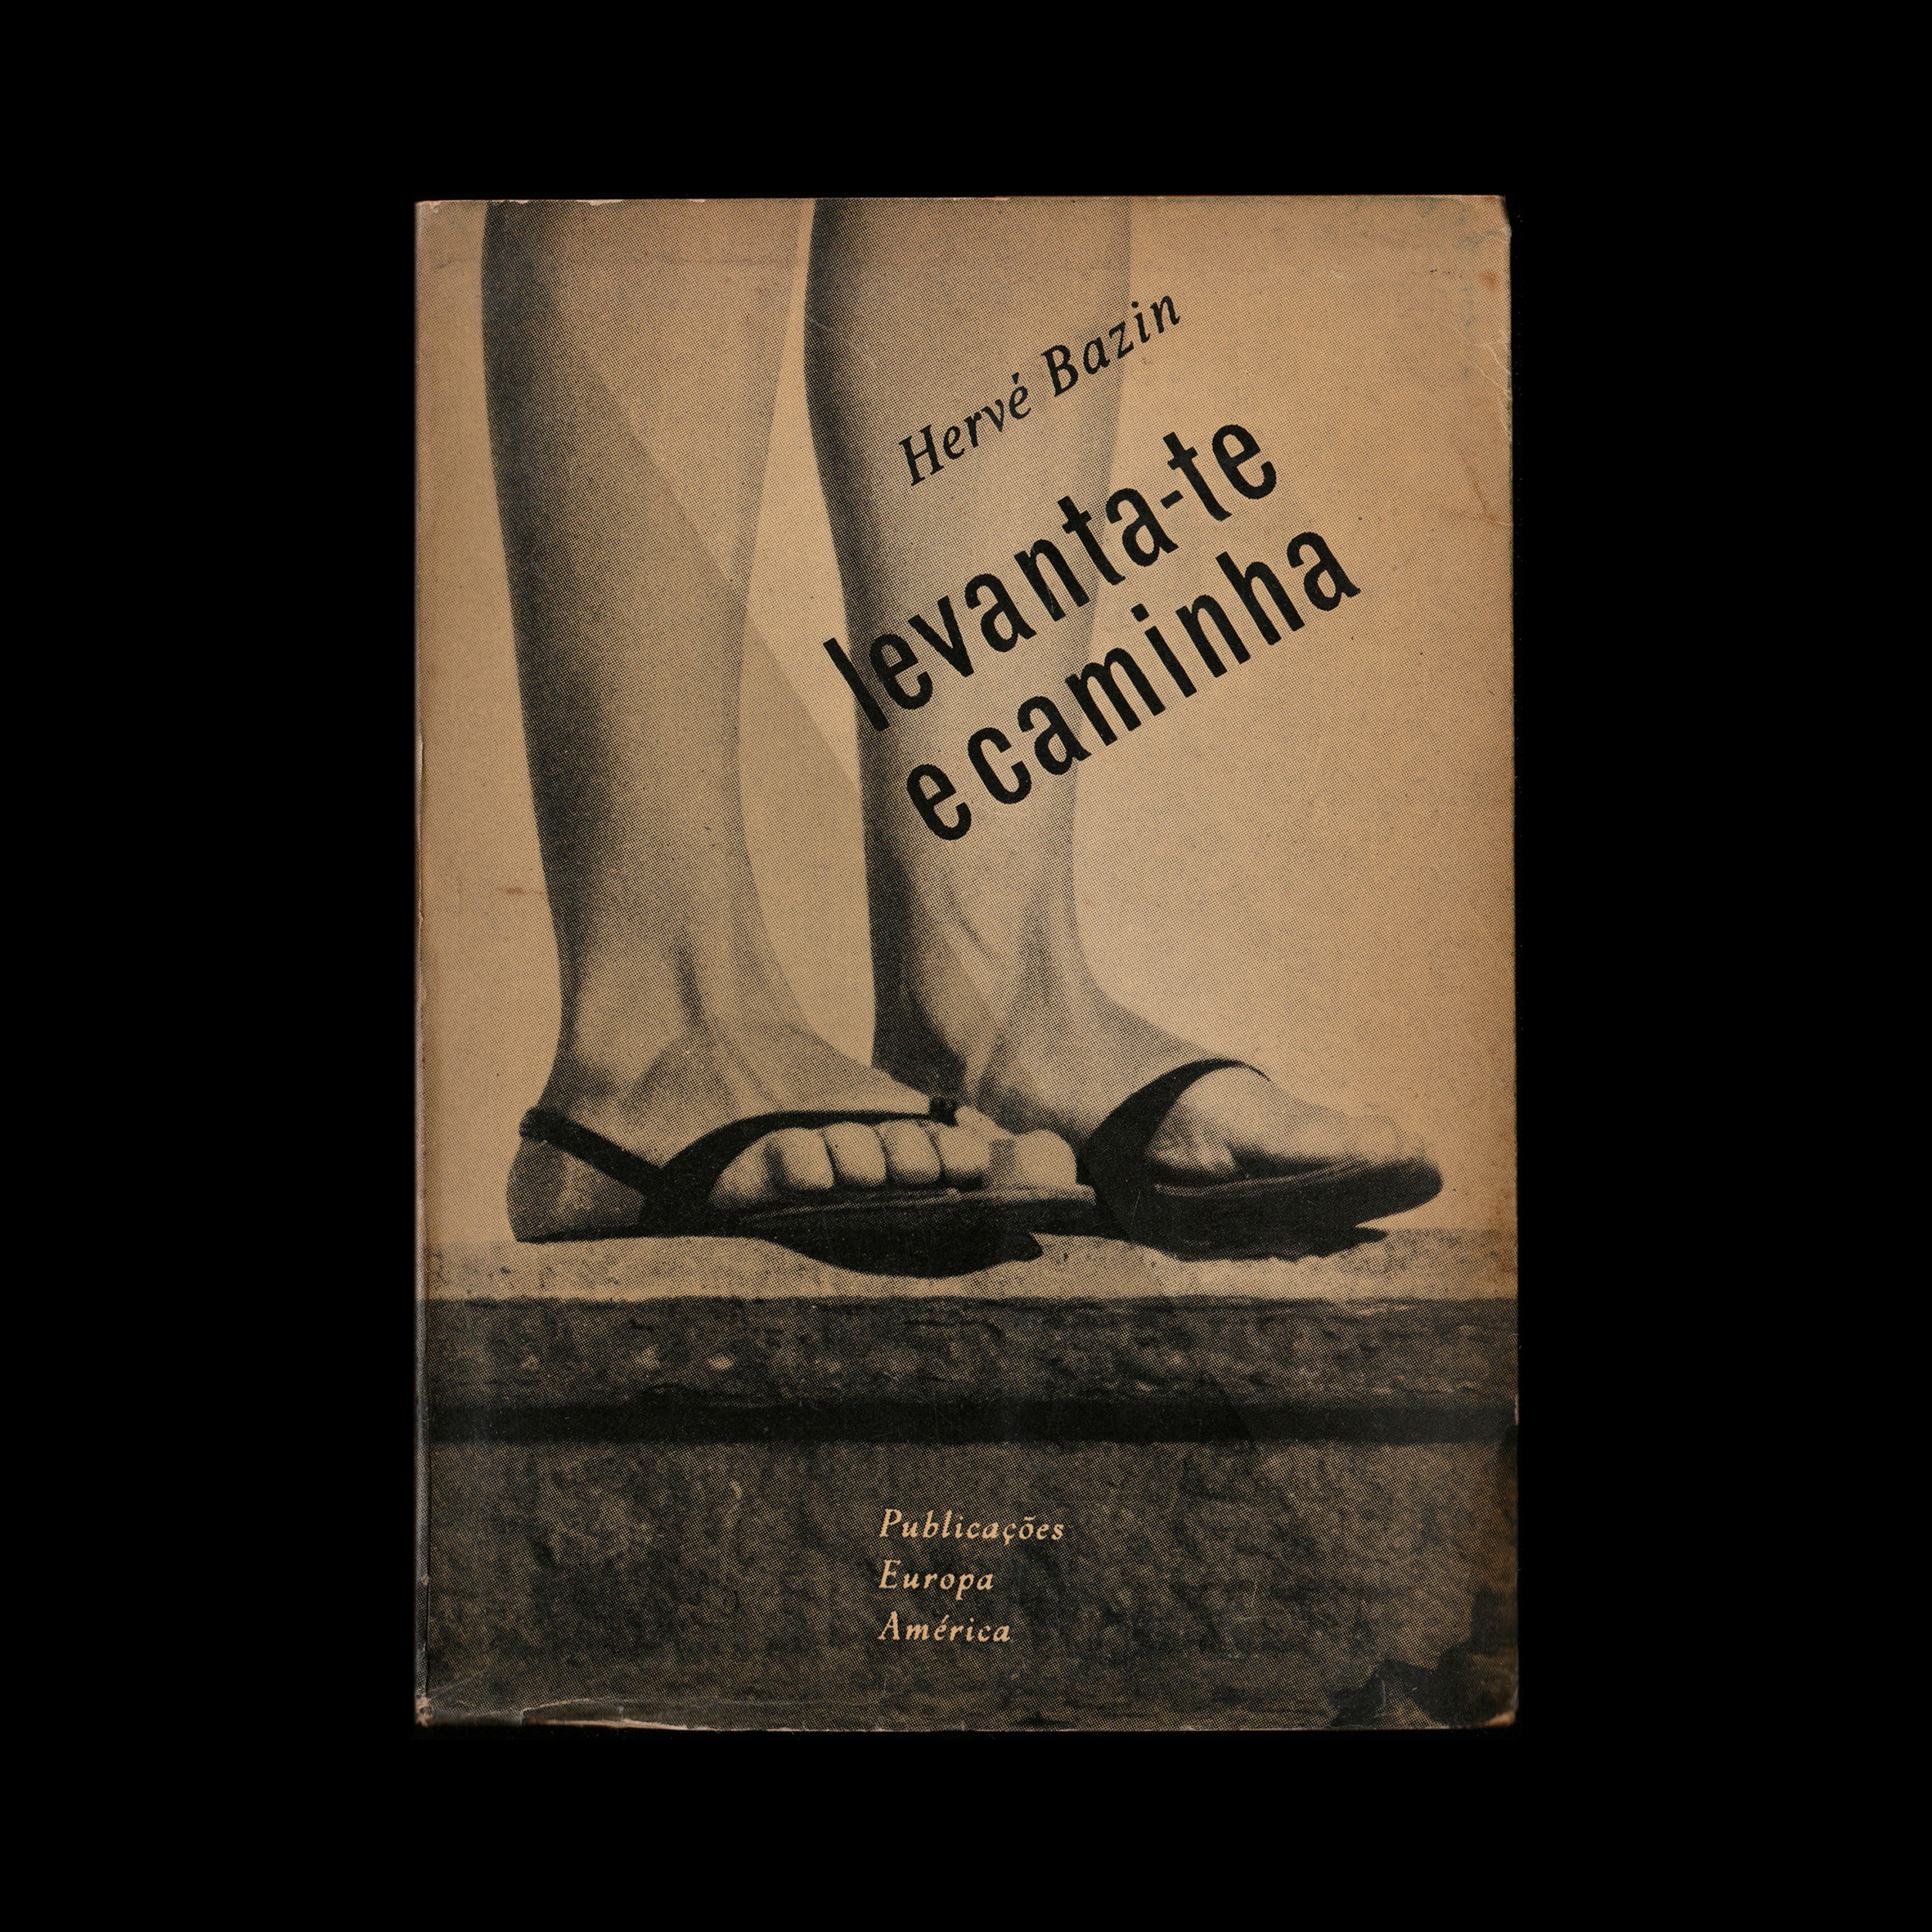 Hervé Bazin
levanta-te
e caminha
Publicações
Europa
América